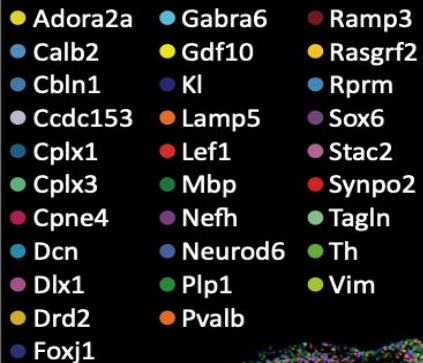 Adora2a
Calb2
Cbln1
Ccdc153
Cplx1
Cplx3
Cpne4
Dcn
Dlx1
Drd2
Foxj1
Gabra6
Gdf10
Kl
Lamp5
Lef1
Mbp
Nefh
Neurod6
Plp1
Pvalb
Ramp3
Rasgrf2
Rprm
Sox6
Stac2
Synpo2
Tagln
Th
Vim